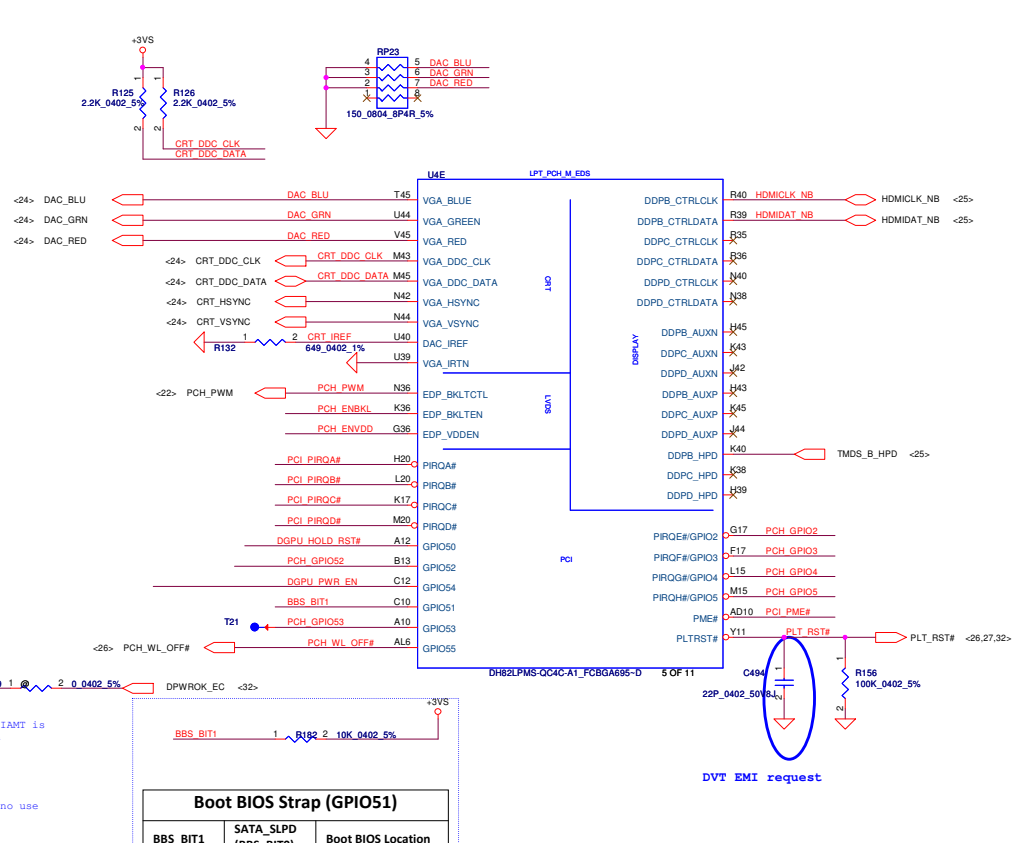 +3VS
RP23
4 5 DAC_BLU
3 6 DAC_GRN
2 7 DAC_RED
1 8
150_0804_8P4R_5%
1 1
R125 R126
2.2K_0402_5% 2.2K_0402_5%
2 2
CRT_DDC_CLK
CRT_DDC_DATA
U4E LPT_PCH_M_EDS
<24> DAC_BLU DAC_BLU T45 VGA_BLUE DDPB_CTRLCLK R40 HDMICLK_NB HDMICLK_NB <25>
<24> DAC_GRN DAC_GRN U44 VGA_GREEN DDPB_CTRLDATA R39 HDMIDAT_NB HDMIDAT_NB <25>
<24> DAC_RED DAC_RED V45 VGA_RED DDPC_CTRLCLK R35
<24> CRT_DDC_CLK CRT_DDC_CLK M43 VGA_DDC_CLK DDPC_CTRLDATA R36
<24> CRT_DDC_DATA CRT_DDC_DATA M45 VGA_DDC_DATA CRT DDPD_CTRLCLK N40
<24> CRT_HSYNC N42 VGA_HSYNC DDPD_CTRLDATA N38
<24> CRT_VSYNC N44 VGA_VSYNC DDPB_AUXN H45
R132 1 2 CRT_IREF 649_0402_1% U40 DAC_IREF DISPLAY DDPC_AUXN K43
U39 VGA_IRTN DDPD_AUXN J42
<22> PCH_PWM PCH_PWM N36 EDP_BKLTCTL LVDS DDPB_AUXP H43
PCH_ENBKL K36 EDP_BKLTEN DDPC_AUXP K45
PCH_ENVDD G36 EDP_VDDEN DDPD_AUXP J44
DDPB_HPD K40 TMDS_B_HPD <25>
PCI_PIRQA# H20 PIRQA# DDPC_HPD K38
PCI_PIRQB# L20 PIRQB# DDPD_HPD H39
PCI_PIRQC# K17 PIRQC#
PCI_PIRQD# M20 PIRQD# PIRQE#/GPIO2 G17 PCH_GPIO2
DGPU_HOLD_RST# A12 GPIO50 PCI PIRQF#/GPIO3 F17 PCH_GPIO3
PCH_GPIO52 B13 GPIO52 PIRQG#/GPIO4 L15 PCH_GPIO4
DGPU_PWR_EN C12 GPIO54 PIRQH#/GPIO5 M15 PCH_GPIO5
BBS_BIT1 C10 GPIO51 PME# AD10 PCI_PME#
T21 PCH_GPIO53 A10 GPIO53 PLTRST# Y11 PLT_RST# PLT_RST# <26,27,32>
<26> PCH_WL_OFF# PCH_WL_OFF# AL6 GPIO55
DH82LPMS-QC4C-A1_FCBGA695~D 5 OF 11
1 @ 2 0_0402_5% DPWROK_EC <32>
C494 1 2 22P_0402_50V8J
1 R156 100K_0402_5% 2
DVT EMI request
IAMT is
no use
+3VS
BBS_BIT1 1 R182 2 10K_0402_5%
Boot BIOS Strap (GPIO51)
BBS_BIT1 SATA_SLPD Boot BIOS Location
(BBS_BIT0)